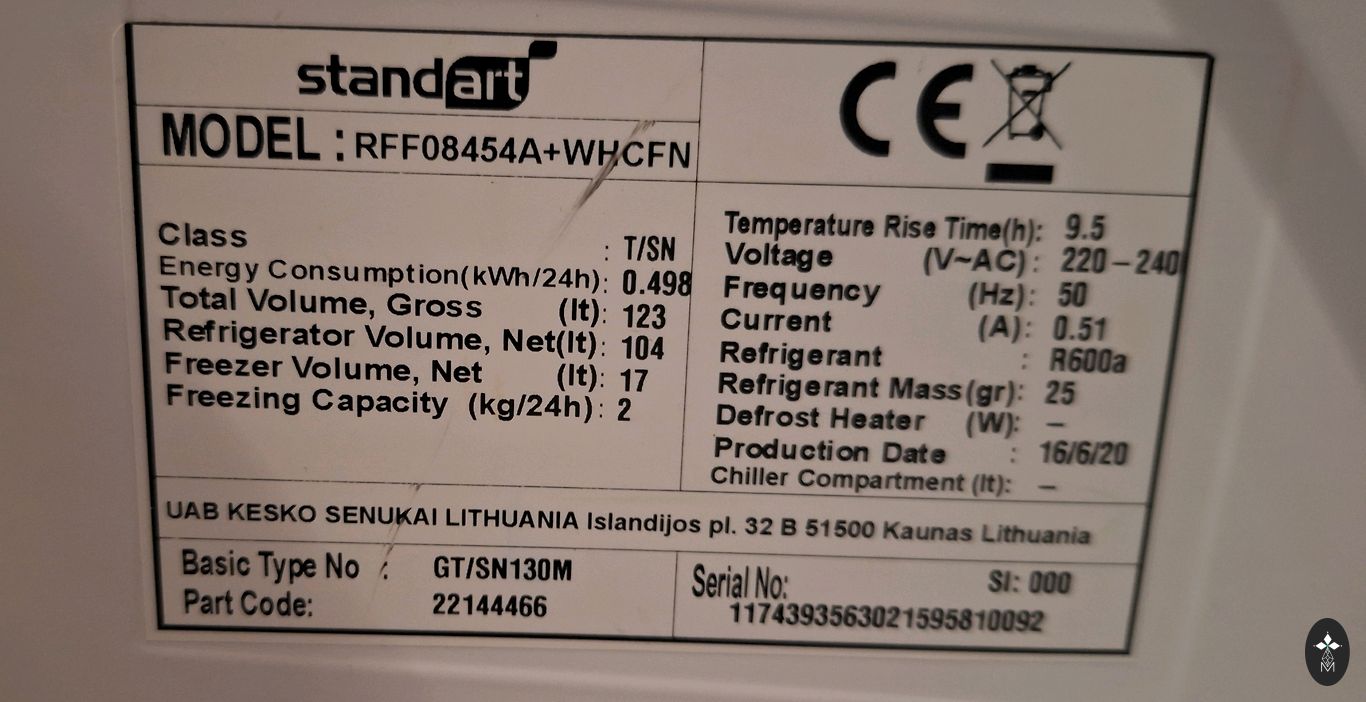 standart
MODEL : RFF08454A+WHCFN
CE
Class : T/SN
Energy Consumption(kWh/24h): 0.498
Total Volume, Gross (lt): 123
Refrigerator Volume, Net(lt): 104
Freezer Volume, Net (lt): 17
Freezing Capacity (kg/24h): 2
Temperature Rise Time(h): 9.5
Voltage (V~AC): 220-240
Frequency (Hz): 50
Current (A): 0.51
Refrigerant : R600a
Refrigerant Mass(gr): 25
Defrost Heater (W): -
Production Date : 16/6/20
Chiller Compartment (lt): -
UAB KESKO SENUKAI LITHUANIA Islandijos pl. 32 B 51500 Kaunas Lithuania
Basic Type No : GT/SN130M
Part Code: 22144466
Serial No: SI: 000
1174393563021595810092
M